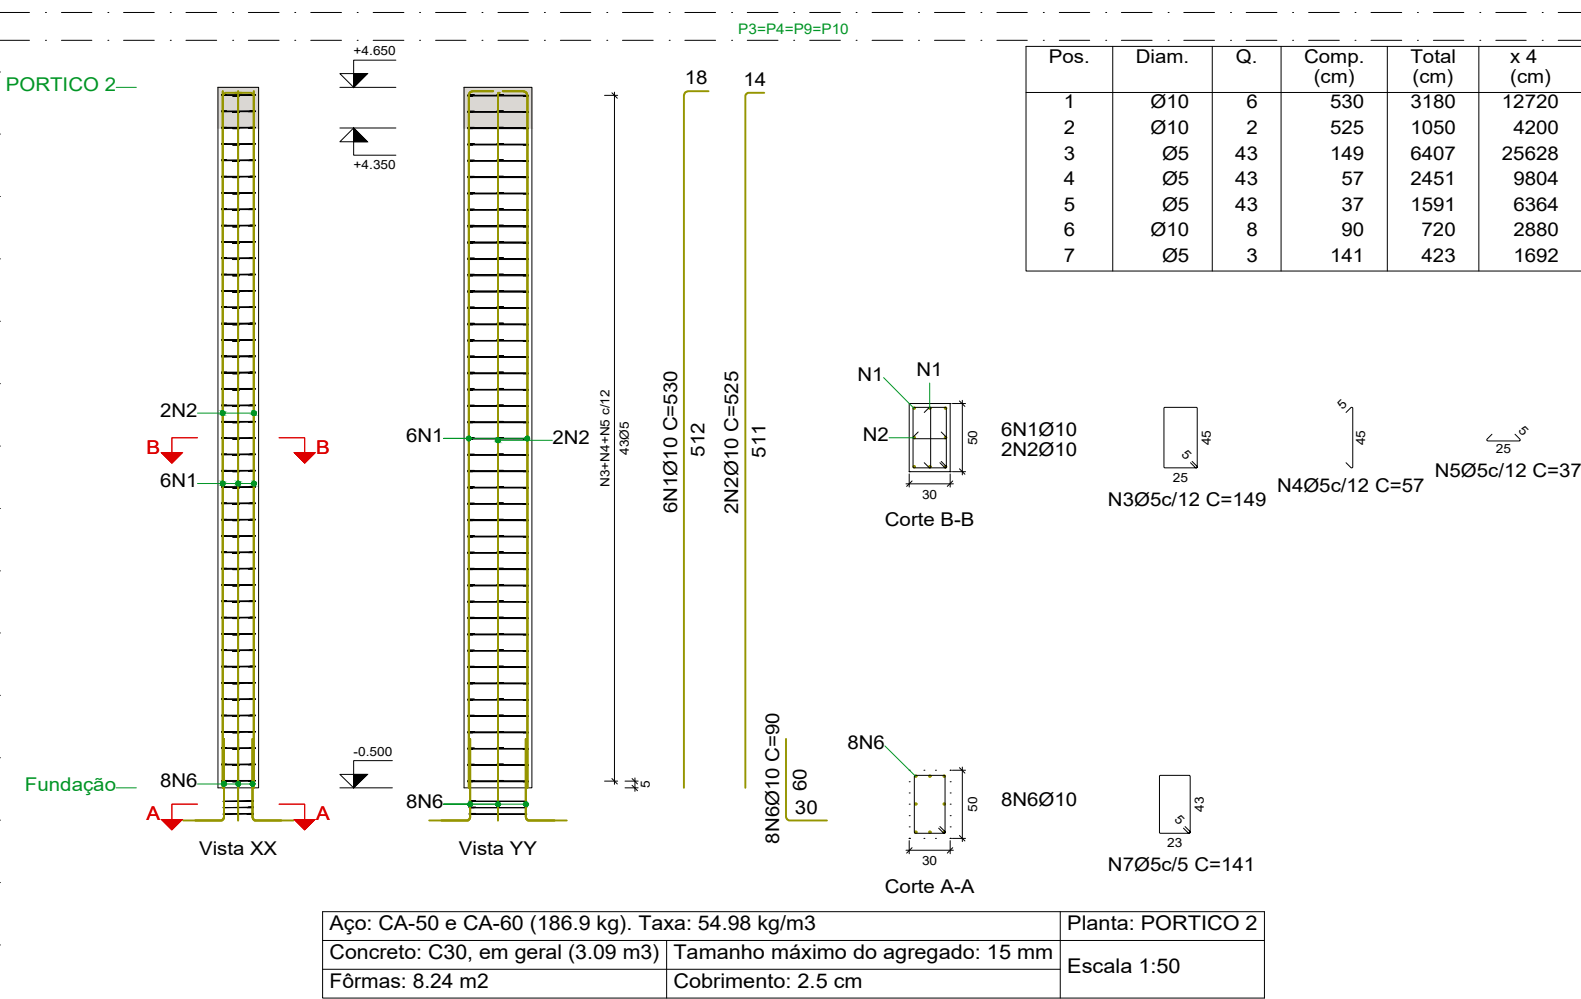 P3=P4=P9=P10
PORTICO 2
+4.650
+4.350
-0.500
Fundação
2N2
B B
6N1
8N6
A A
Vista XX
6N1
2N2
8N6
Vista YY
N3+N4+N5 c/12
43Ø5
5
18
6N1Ø10 C=530
512
14
2N2Ø10 C=525
511
8N6Ø10 C=90
60
30
Pos. Diam. Q. Comp. (cm) Total (cm) x 4 (cm)
1 Ø10 6 530 3180 12720
2 Ø10 2 525 1050 4200
3 Ø5 43 149 6407 25628
4 Ø5 43 57 2451 9804
5 Ø5 43 37 1591 6364
6 Ø10 8 90 720 2880
7 Ø5 3 141 423 1692
N1 N1
N2
50
30
6N1Ø10
2N2Ø10
Corte B-B
45
5
25
N3Ø5c/12 C=149
5
45
N4Ø5c/12 C=57
5
25
N5Ø5c/12 C=37
8N6
50
30
8N6Ø10
Corte A-A
43
5
23
N7Ø5c/5 C=141
Aço: CA-50 e CA-60 (186.9 kg). Taxa: 54.98 kg/m3
Planta: PORTICO 2
Concreto: C30, em geral (3.09 m3)
Tamanho máximo do agregado: 15 mm
Escala 1:50
Fôrmas: 8.24 m2
Cobrimento: 2.5 cm